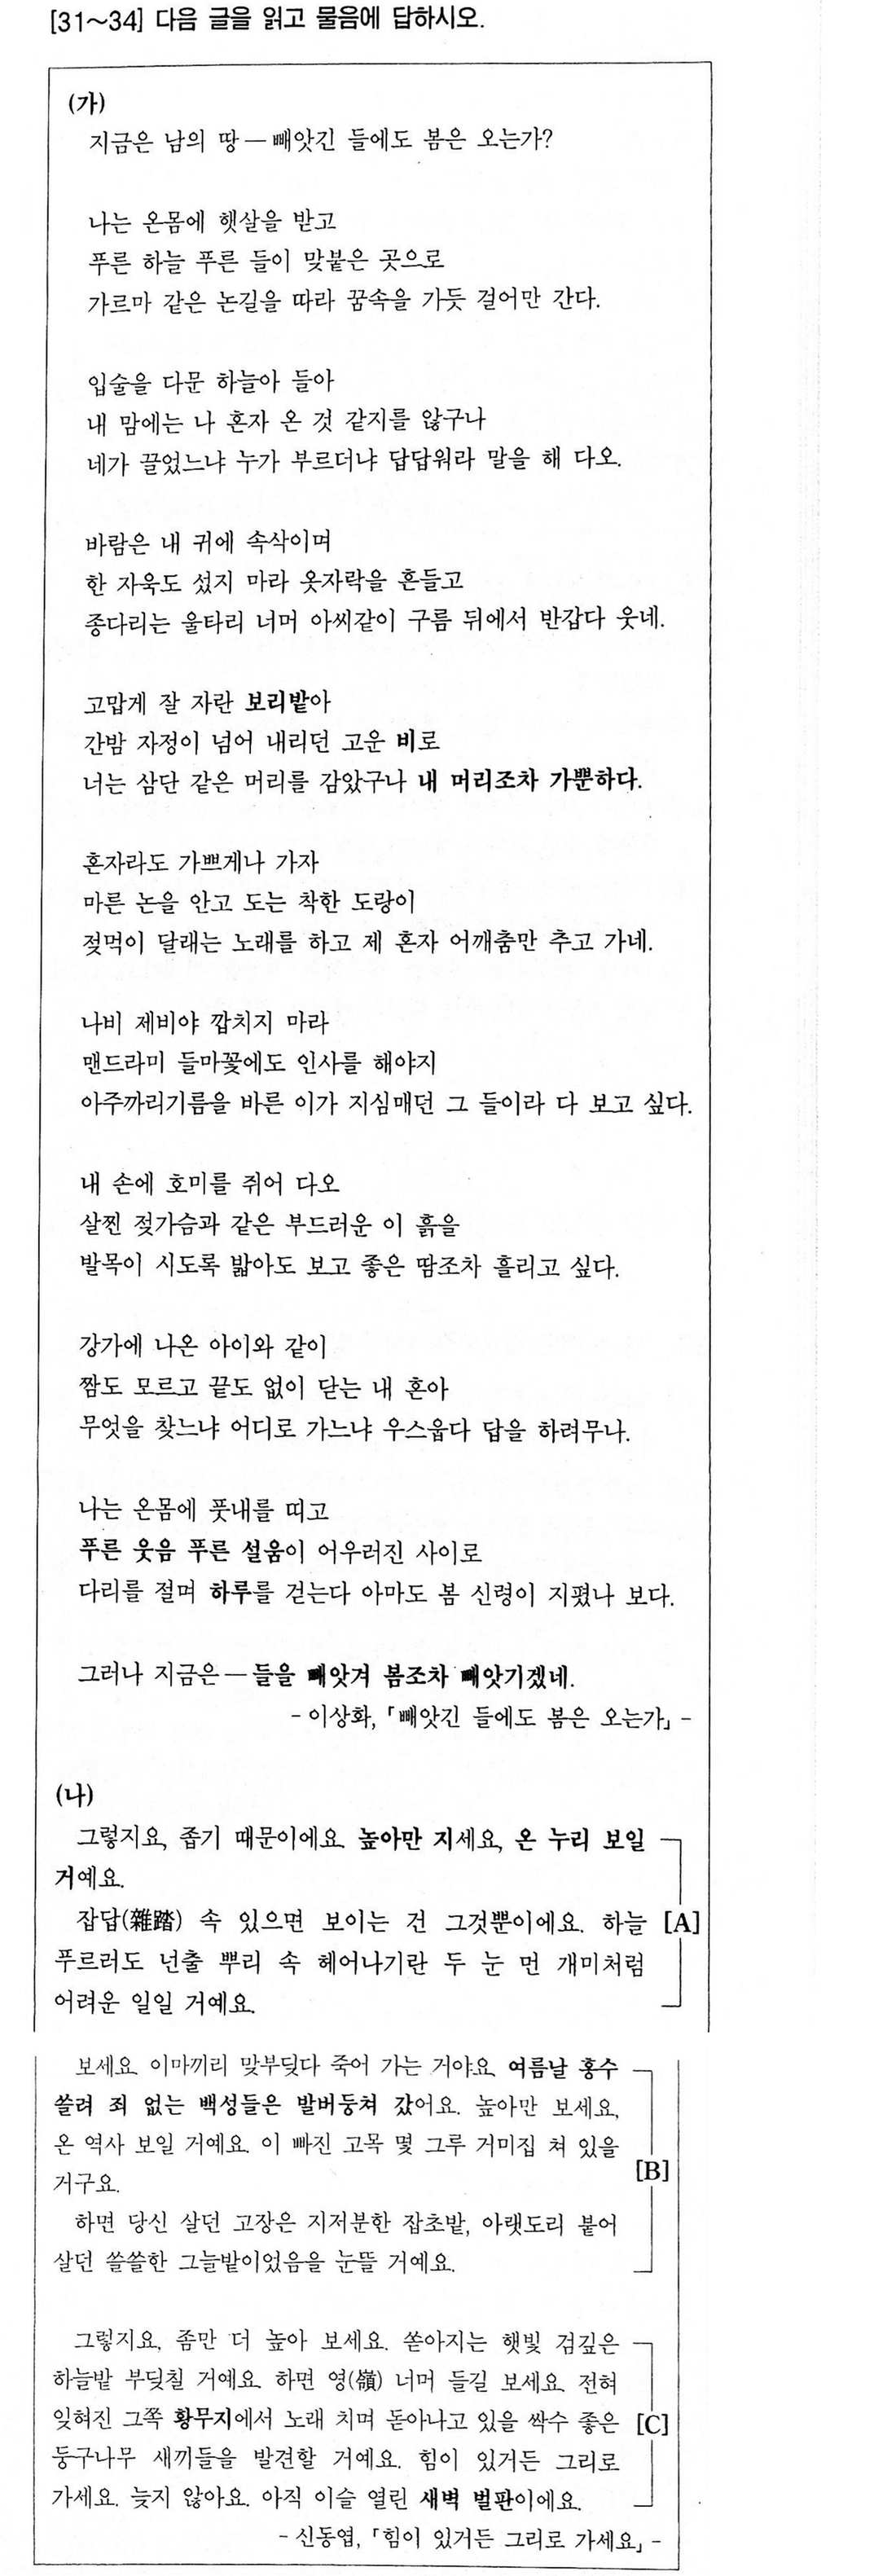 [31~34] 다음 글을 읽고 물음에 답하시오.
(가)
지금은 남의 땅 — 빼앗긴 들에도 봄은 오는가?
나는 온몸에 햇살을 받고
푸른 하늘 푸른 들이 맞붙은 곳으로
가르마 같은 논길을 따라 꿈속을 가듯 걸어만 간다.
입술을 다문 하늘아 들아
내 맘에는 나 혼자 온 것 같지를 않구나
네가 끌었느냐 누가 부르더냐 답답워라 말을 해 다오.
바람은 내 귀에 속삭이며
한 자욱도 섰지 마라 옷자락을 흔들고
종다리는 울타리 너머 아씨같이 구름 뒤에서 반갑다 웃네.
고맙게 잘 자란 보리밭아
간밤 자정이 넘어 내리던 고운 비로
너는 삼단 같은 머리를 감았구나 내 머리조차 가뿐하다.
혼자라도 가쁘게나 가자
마른 논을 안고 도는 착한 도랑이
젖먹이 달래는 노래를 하고 제 혼자 어깨춤만 추고 가네.
나비 제비야 깝치지 마라
맨드라미 들마꽃에도 인사를 해야지
아주까리기름을 바른 이가 지심매던 그 들이라 다 보고 싶다.
내 손에 호미를 쥐어 다오
살찐 젖가슴과 같은 부드러운 이 흙을
발목이 시도록 밟아도 보고 좋은 땀조차 흘리고 싶다.
강가에 나온 아이와 같이
짬도 모르고 끝도 없이 닫는 내 혼아
무엇을 찾느냐 어디로 가느냐 우스웁다 답을 하려무나.
나는 온몸에 풋내를 띠고
푸른 웃음 푸른 설움이 어우러진 사이로
다리를 절며 하루를 걷는다 아마도 봄 신령이 지폈나 보다.
그러나 지금은 — 들을 빼앗겨 봄조차 빼앗기겠네.
- 이상화, 「빼앗긴 들에도 봄은 오는가」 -
(나)
그렇지요, 좁기 때문이에요. 높아만 지세요, 온 누리 보일
거예요.
잡답(雜踏) 속 있으면 보이는 건 그것뿐이에요. 하늘 [A]
푸르러도 넌출 뿌리 속 헤어나기란 두 눈 먼 개미처럼
어려운 일일 거예요.
보세요. 이마끼리 맞부딪다 죽어 가는 거야요. 여름날 홍수
쓸려 죄 없는 백성들은 발버둥쳐 갔어요. 높아만 보세요,
온 역사 보일 거예요. 이 빠진 고목 몇 그루 거미집 쳐 있을
거구요. [B]
하면 당신 살던 고장은 지저분한 잡초밭, 아랫도리 붙어
살던 쓸쓸한 그늘밭이었음을 눈뜰 거예요.
그렇지요, 좀만 더 높아 보세요. 쏟아지는 햇빛 검깊은
하늘밭 부딪칠 거예요. 하면 영(嶺) 너머 들길 보세요. 전혀
잊혀진 그쪽 황무지에서 노래 치며 돋아나고 있을 싹수 좋은 [C]
둥구나무 새끼들을 발견할 거예요. 힘이 있거든 그리로
가세요. 늦지 않아요. 아직 이슬 열린 새벽 벌판이에요.
- 신동엽, 「힘이 있거든 그리로 가세요」 -